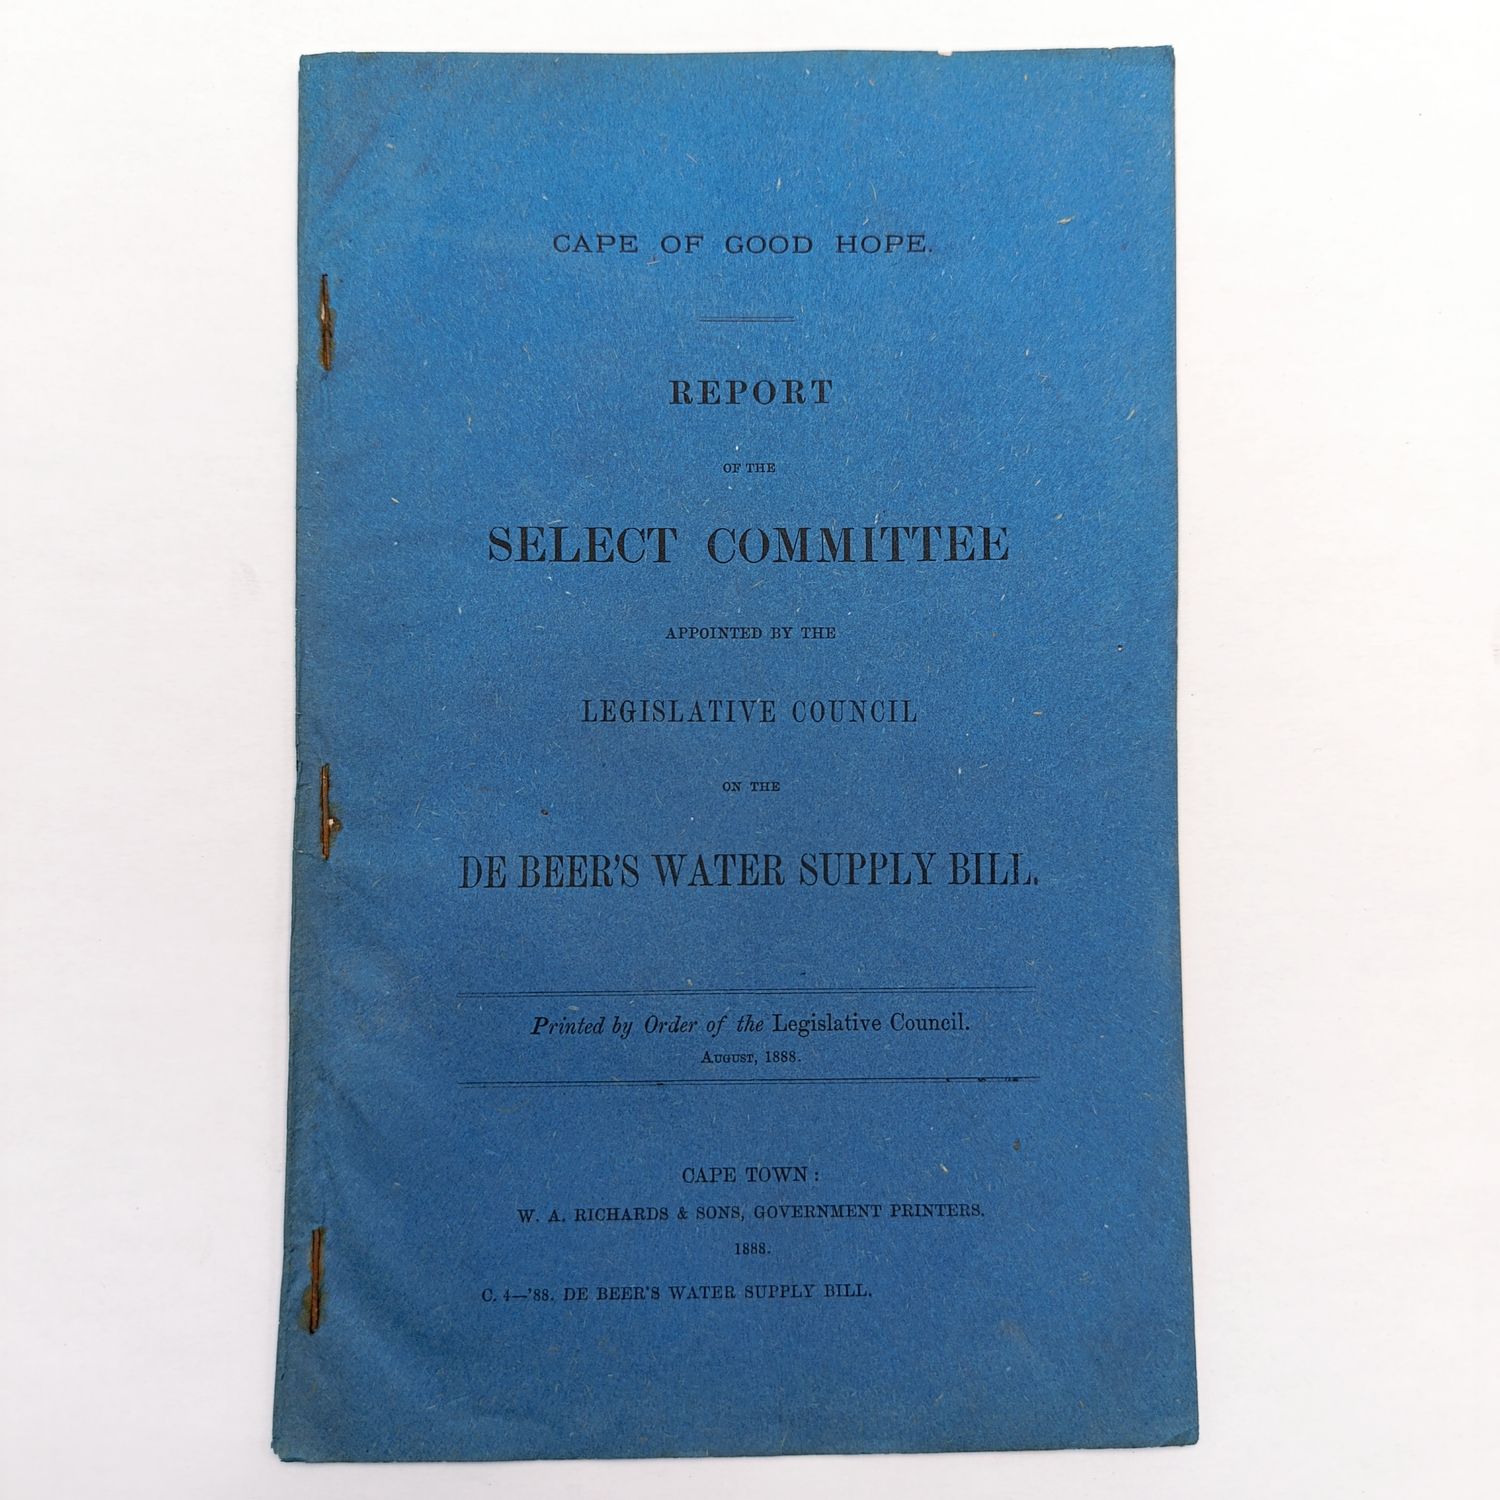 CAPE OF GOOD HOPE.
REPORT
OF THE
SELECT COMMITTEE
APPOINTED BY THE
LEGISLATIVE COUNCIL
ON THE
DE BEER'S WATER SUPPLY BILL.
Printed by Order of the Legislative Council.
August, 1888.
CAPE TOWN:
W. A. RICHARDS & SONS, GOVERNMENT PRINTERS.
1888.
C. 4—'88. DE BEER'S WATER SUPPLY BILL.